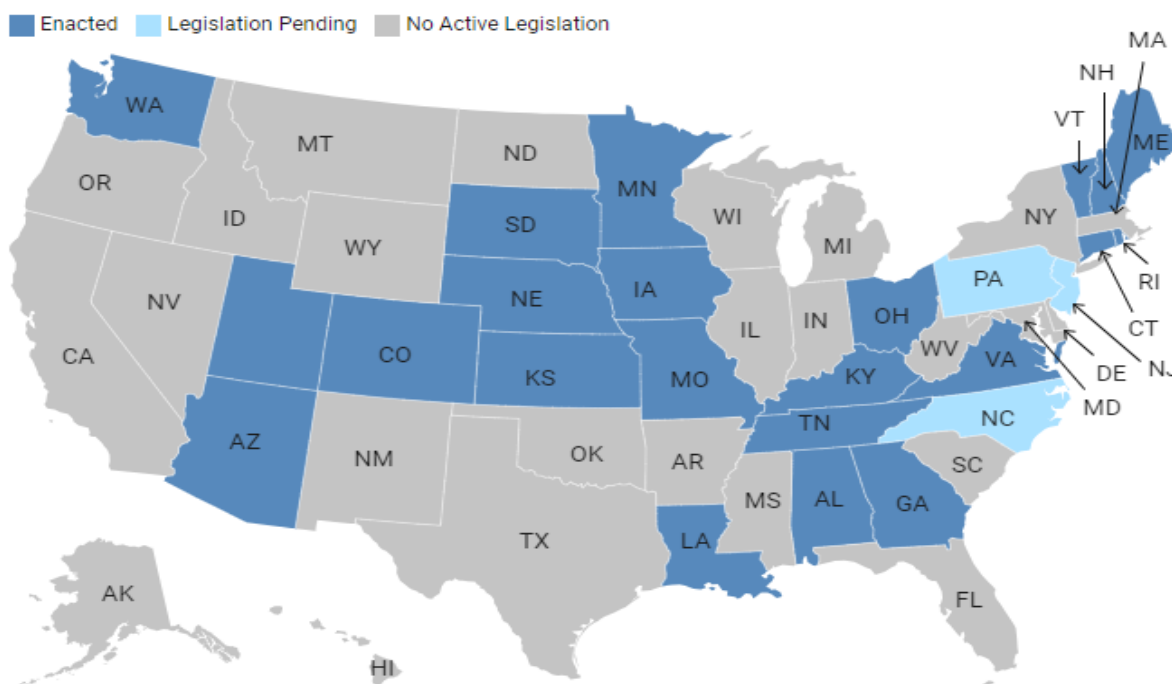 Enacted Legislation Pending No Active Legislation
MA
NH
WA
VT
ME
MT
ND
OR
MN
ID
WI
NY
SD
MI
WY
RI
PA
NE
IA
NV
OH
CT
IL
IN
NJ
CA
CO
WV
VA
DE
KS
MO
KY
MD
TN
NC
AZ
OK
NM
AR
SC
MS
AL
GA
TX
LA
AK
FL
HI